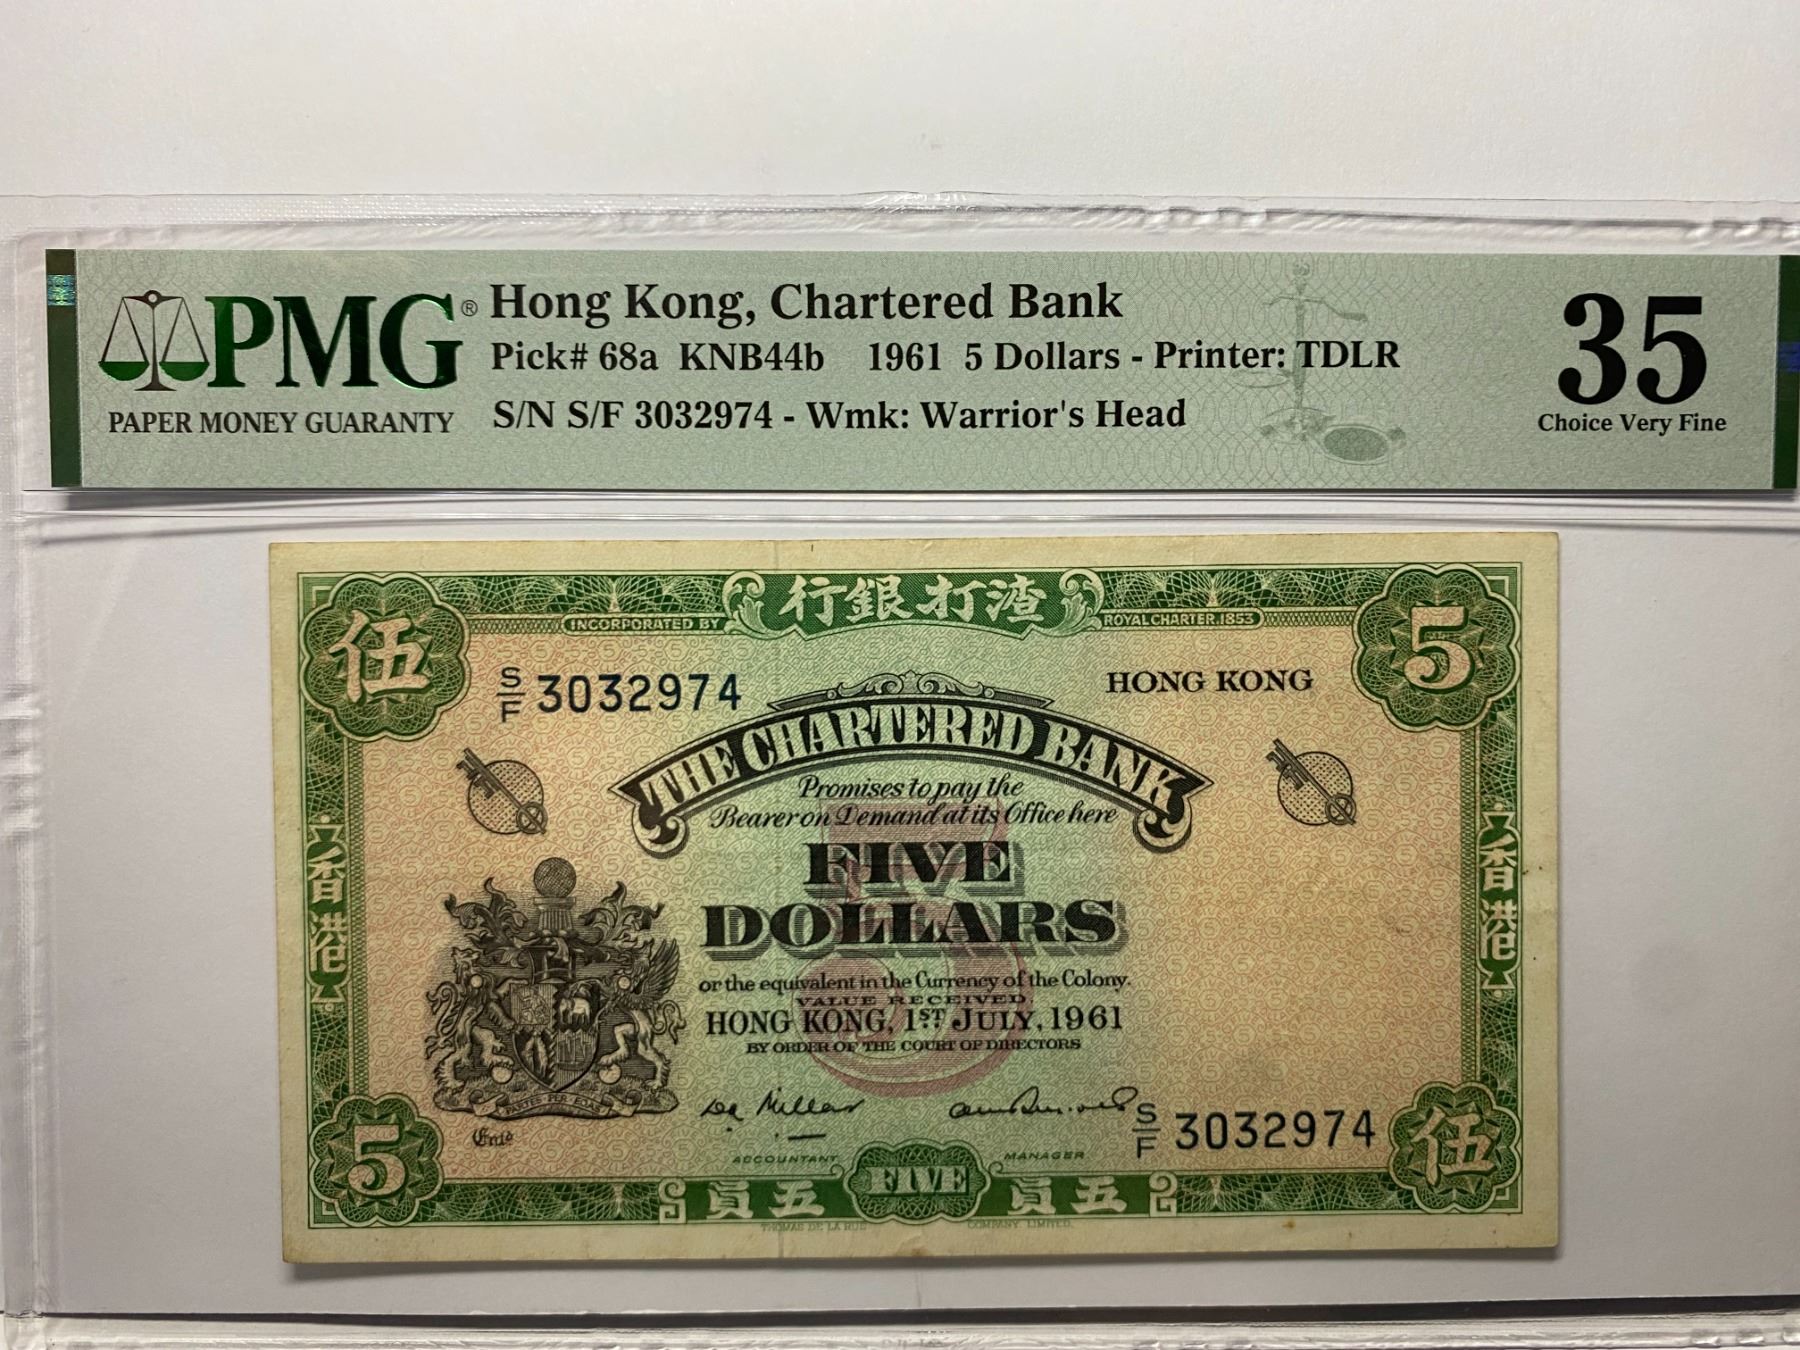 PMG®
PAPER MONEY GUARANTY
Hong Kong, Chartered Bank
Pick# 68a KNB44b 1961 5 Dollars - Printer: TDLR
S/N S/F 3032974 - Wmk: Warrior's Head
35
Choice Very Fine
行銀打渣
INCORPORATED BY ROYAL CHARTER.1853
伍
5
S/F 3032974
HONG KONG
THE CHARTERED BANK
Promises to pay the
Bearer on Demand at its Office here
FIVE
DOLLARS
香港
香港
or the equivalent in the Currency of the Colony.
VALUE RECEIVED.
HONG KONG, 1ST JULY, 1961
BY ORDER OF THE COURT OF DIRECTORS
S/F 3032974
ACCOUNTANT
MANAGER
5
伍
員五
FIVE
員五
THOMAS DE LA RUE COMPANY LIMITED.